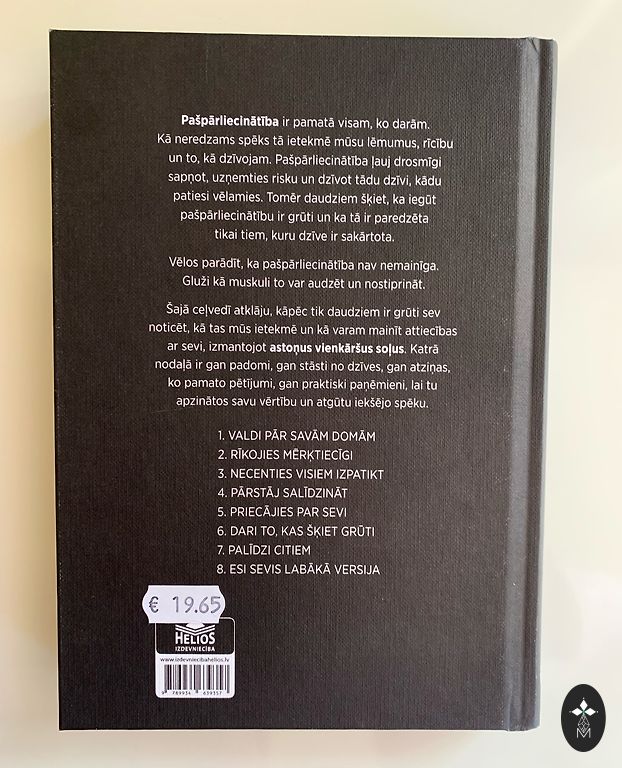 Pašpārliecinātība ir pamatā visam, ko darām.
Kā neredzams spēks tā ietekmē mūsu lēmumus, rīcību
un to, kā dzīvojam. Pašpārliecinātība ļauj drosmīgi
sapņot, uzņemties risku un dzīvot tādu dzīvi, kādu
patiesi vēlamies. Tomēr daudziem šķiet, ka iegūt
pašpārliecinātību ir grūti un ka tā ir paredzēta
tikai tiem, kuru dzīve ir sakārtota.
Vēlos parādīt, ka pašpārliecinātība nav nemainīga.
Gluži kā muskuli to var audzēt un nostiprināt.
Šajā ceļvedī atklāju, kāpēc tik daudziem ir grūti sev
noticēt, kā tas mūs ietekmē un kā varam mainīt attiecības
ar sevi, izmantojot astoņus vienkāršus soļus. Katrā
nodaļā ir gan padomi, gan stāsti no dzīves, gan atziņas,
ko pamato pētījumi, gan praktiski paņēmieni, lai tu
apzinātos savu vērtību un atgūtu iekšējo spēku.
1. VALDI PĀR SAVĀM DOMĀM
2. RĪKOJIES MĒRĶTIECĪGI
3. NECENTIES VISIEM IZPATIKT
4. PĀRSTĀJ SALĪDZINĀT
5. PRIECĀJIES PAR SEVI
6. DARI TO, KAS ŠĶIET GRŪTI
7. PALĪDZI CITIEM
8. ESI SEVIS LABĀKĀ VERSIJA
€ 19.65
HELIOS
IZDEVNIECĪBA
www.izdevniecibahelios.lv
9 789934 639357
M